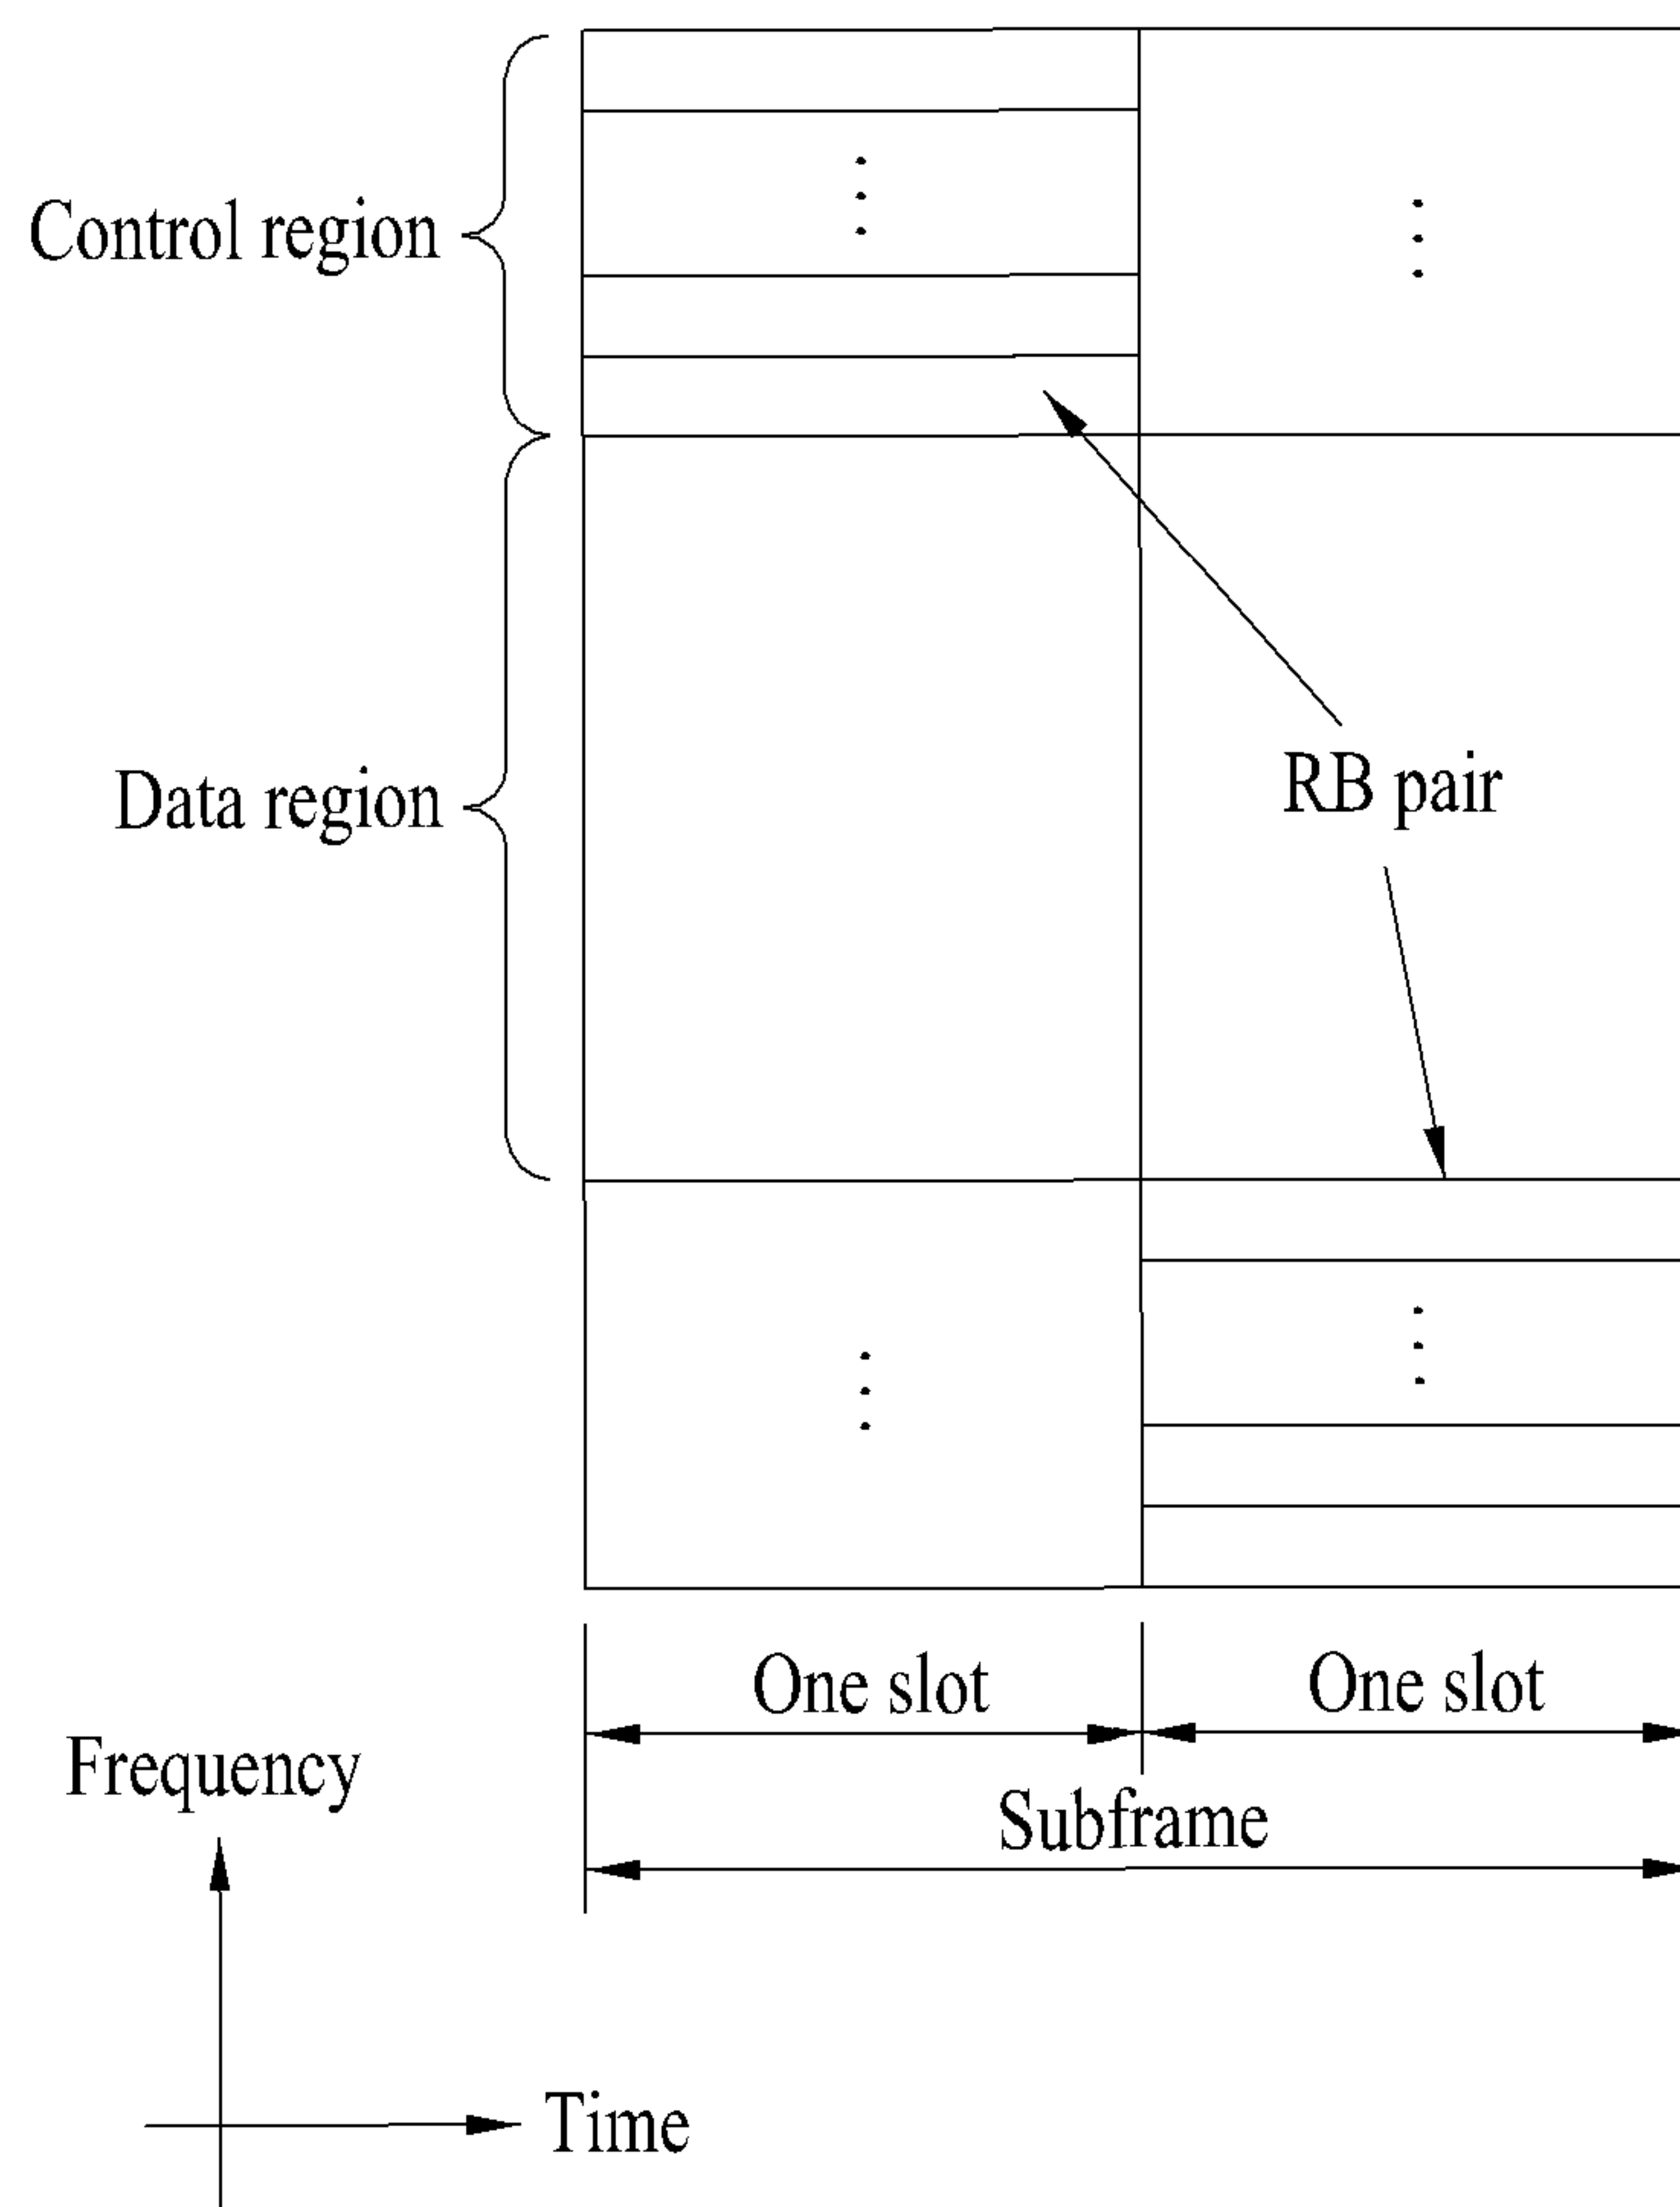 Control region
Data region
RB pair
One slot
One slot
Subframe
Frequency
Time